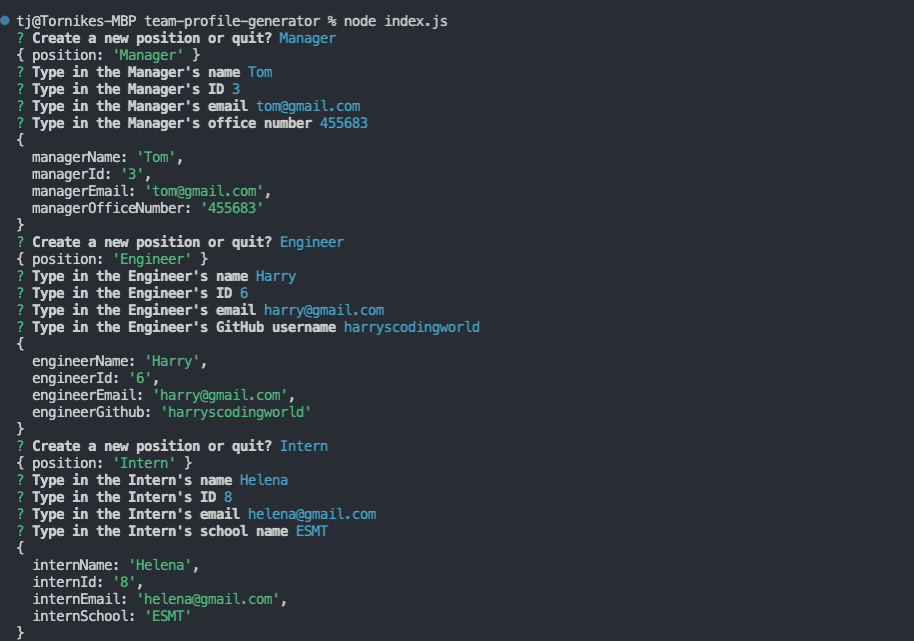 tj@Tornikes-MBP team-profile-generator % node index.js
? Create a new position or quit? Manager
{ position: 'Manager' }
? Type in the Manager's name Tom
? Type in the Manager's ID 3
? Type in the Manager's email tom@gmail.com
? Type in the Manager's office number 455683
{
  managerName: 'Tom',
  managerId: '3',
  managerEmail: 'tom@gmail.com',
  managerOfficeNumber: '455683'
}
? Create a new position or quit? Engineer
{ position: 'Engineer' }
? Type in the Engineer's name Harry
? Type in the Engineer's ID 6
? Type in the Engineer's email harry@gmail.com
? Type in the Engineer's GitHub username harryscodingworld
{
  engineerName: 'Harry',
  engineerId: '6',
  engineerEmail: 'harry@gmail.com',
  engineerGithub: 'harryscodingworld'
}
? Create a new position or quit? Intern
{ position: 'Intern' }
? Type in the Intern's name Helena
? Type in the Intern's ID 8
? Type in the Intern's email helena@gmail.com
? Type in the Intern's school name ESMT
{
  internName: 'Helena',
  internId: '8',
  internEmail: 'helena@gmail.com',
  internSchool: 'ESMT'
}